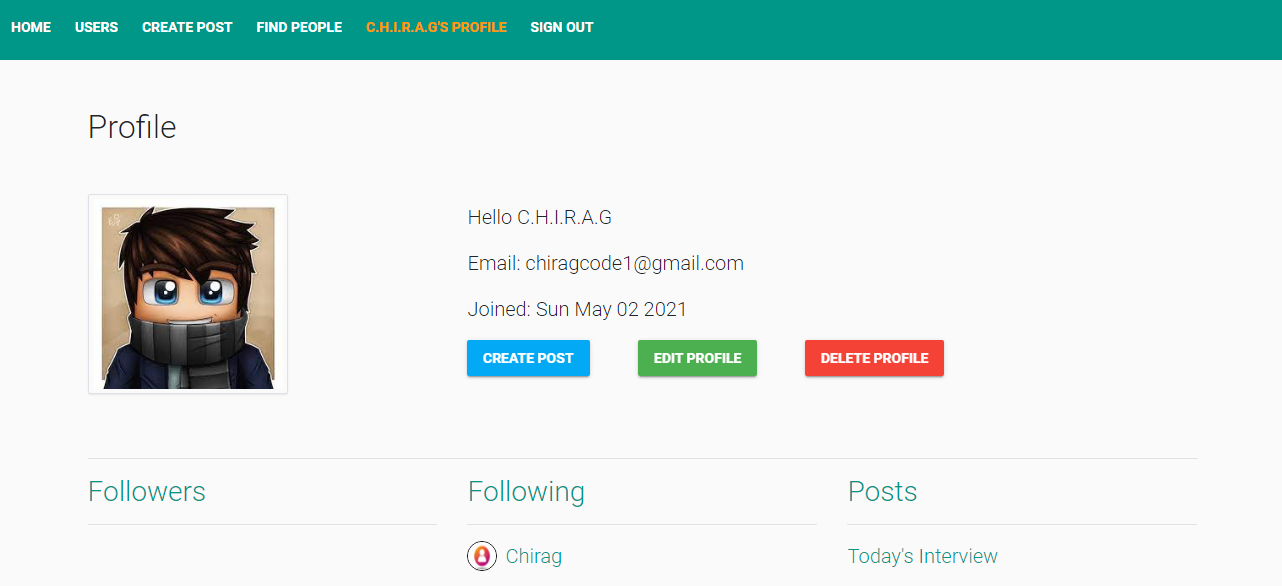 HOME USERS CREATE POST FIND PEOPLE C.H.I.R.A.G'S PROFILE SIGN OUT
Profile
Hello C.H.I.R.A.G
Email: chiragcode1@gmail.com
Joined: Sun May 02 2021
CREATE POST EDIT PROFILE DELETE PROFILE
Followers Following Posts
Chirag Today's Interview